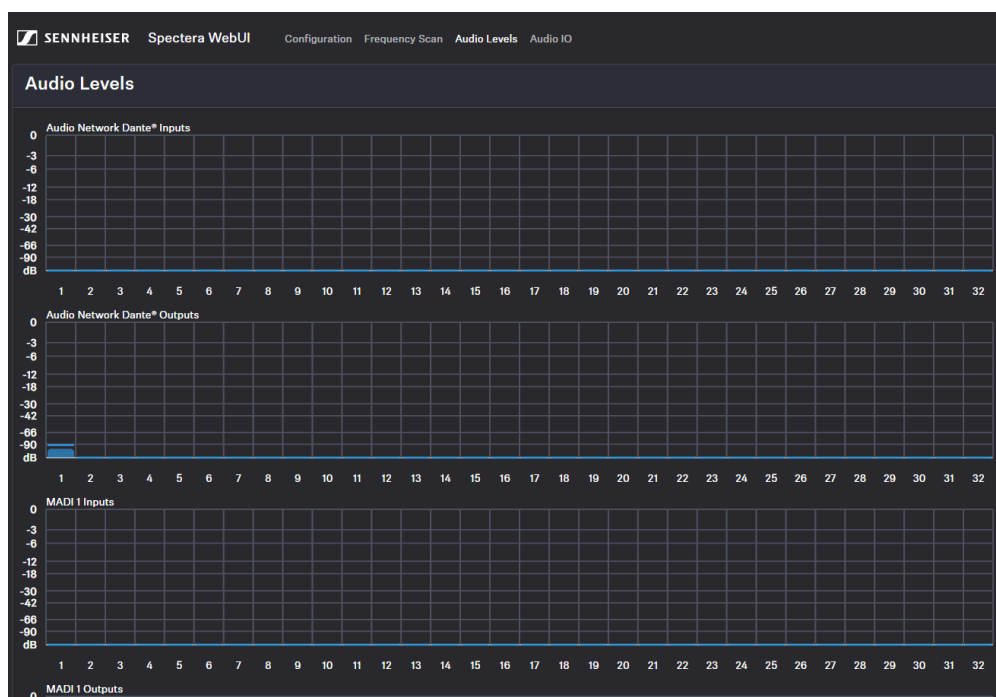 SENNHEISER Spectera WebUI Configuration Frequency Scan Audio Levels Audio IO
Audio Levels
Audio Network Dante® Inputs
0
-3
-6
-12
-18
-30
-42
-66
-90
dB
1 2 3 4 5 6 7 8 9 10 11 12 13 14 15 16 17 18 19 20 21 22 23 24 25 26 27 28 29 30 31 32
Audio Network Dante® Outputs
0
-3
-6
-12
-18
-30
-42
-66
-90
dB
1 2 3 4 5 6 7 8 9 10 11 12 13 14 15 16 17 18 19 20 21 22 23 24 25 26 27 28 29 30 31 32
MADI 1 Inputs
0
-3
-6
-12
-18
-30
-42
-66
-90
dB
1 2 3 4 5 6 7 8 9 10 11 12 13 14 15 16 17 18 19 20 21 22 23 24 25 26 27 28 29 30 31 32
MADI 1 Outputs
0